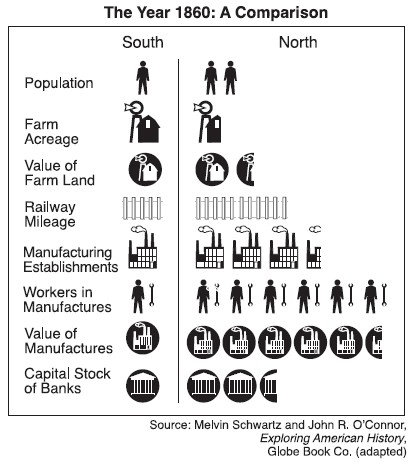 The Year 1860: A Comparison
South
North
Population
Farm
Acreage
Value of
Farm Land
Railway
Mileage
Manufacturing
Establishments
Workers in
Manufactures
Value of
Manufactures
Capital Stock
of Banks
Source: Melvin Schwartz and John R. O'Connor,
Exploring American History,
Globe Book Co. (adapted)